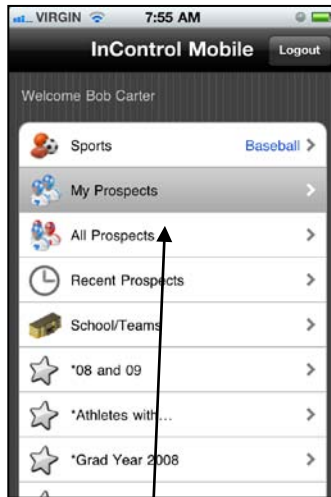 VIRGIN 7:55 AM
InControl Mobile Logout
Welcome Bob Carter
Sports Baseball
My Prospects
All Prospects
Recent Prospects
School/Teams
*08 and 09
*Athletes with...
*Grad Year 2008